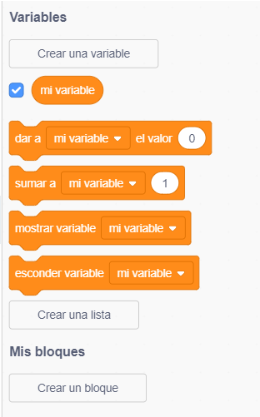 Variables
Crear una variable
mi variable
dar a mi variable el valor 0
sumar a mi variable 1
mostrar variable mi variable
esconder variable mi variable
Crear una lista
Mis bloques
Crear un bloque